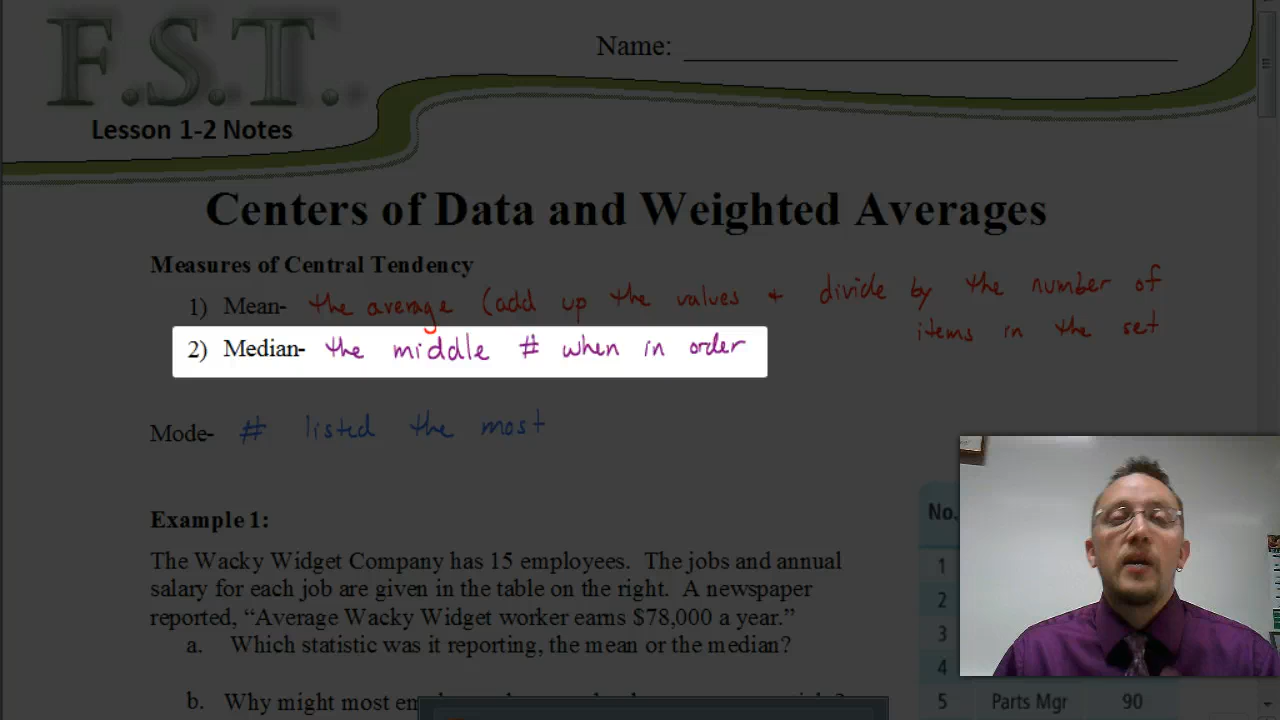 F.S.T.
Name:
Lesson 1-2 Notes
Centers of Data and Weighted Averages
Measures of Central Tendency
1) Mean- the average (add up the values + divide by the number of
items in the set
2) Median- the middle # when in order
Mode- # listed the most
Example 1:
The Wacky Widget Company has 15 employees. The jobs and annual
salary for each job are given in the table on the right. A newspaper
reported, “Average Wacky Widget worker earns $78,000 a year.”
a. Which statistic was it reporting, the mean or the median?
b. Why might most
No.
1
2
3
4
5 Parts Mgr 90